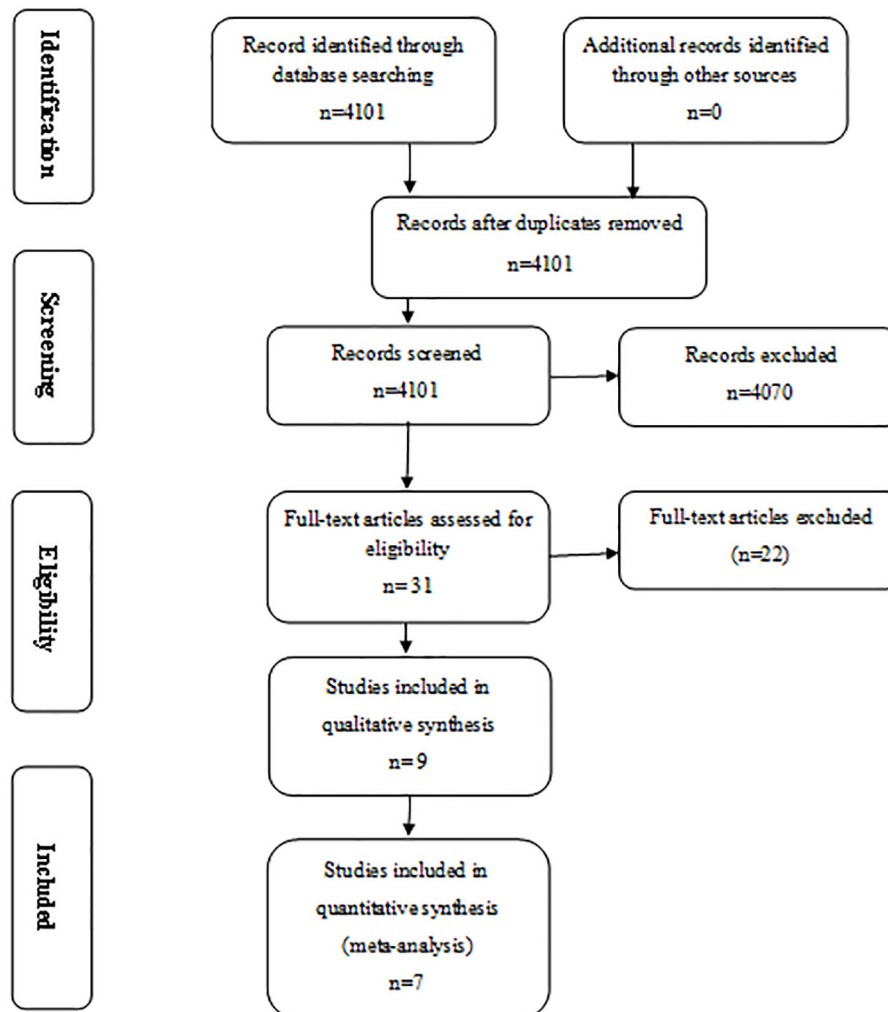 Identification
Record identified through
database searching
n=4101
Additional records identified
through other sources
n=0
Records after duplicates removed
n=4101
Screening
Records screened
n=4101
Records excluded
n=4070
Eligibility
Full-text articles assessed for
eligibility
n= 31
Full-text articles excluded
(n=22)
Studies included in
qualitative synthesis
n= 9
Included
Studies included in
quantitative synthesis
(meta-analysis)
n=7